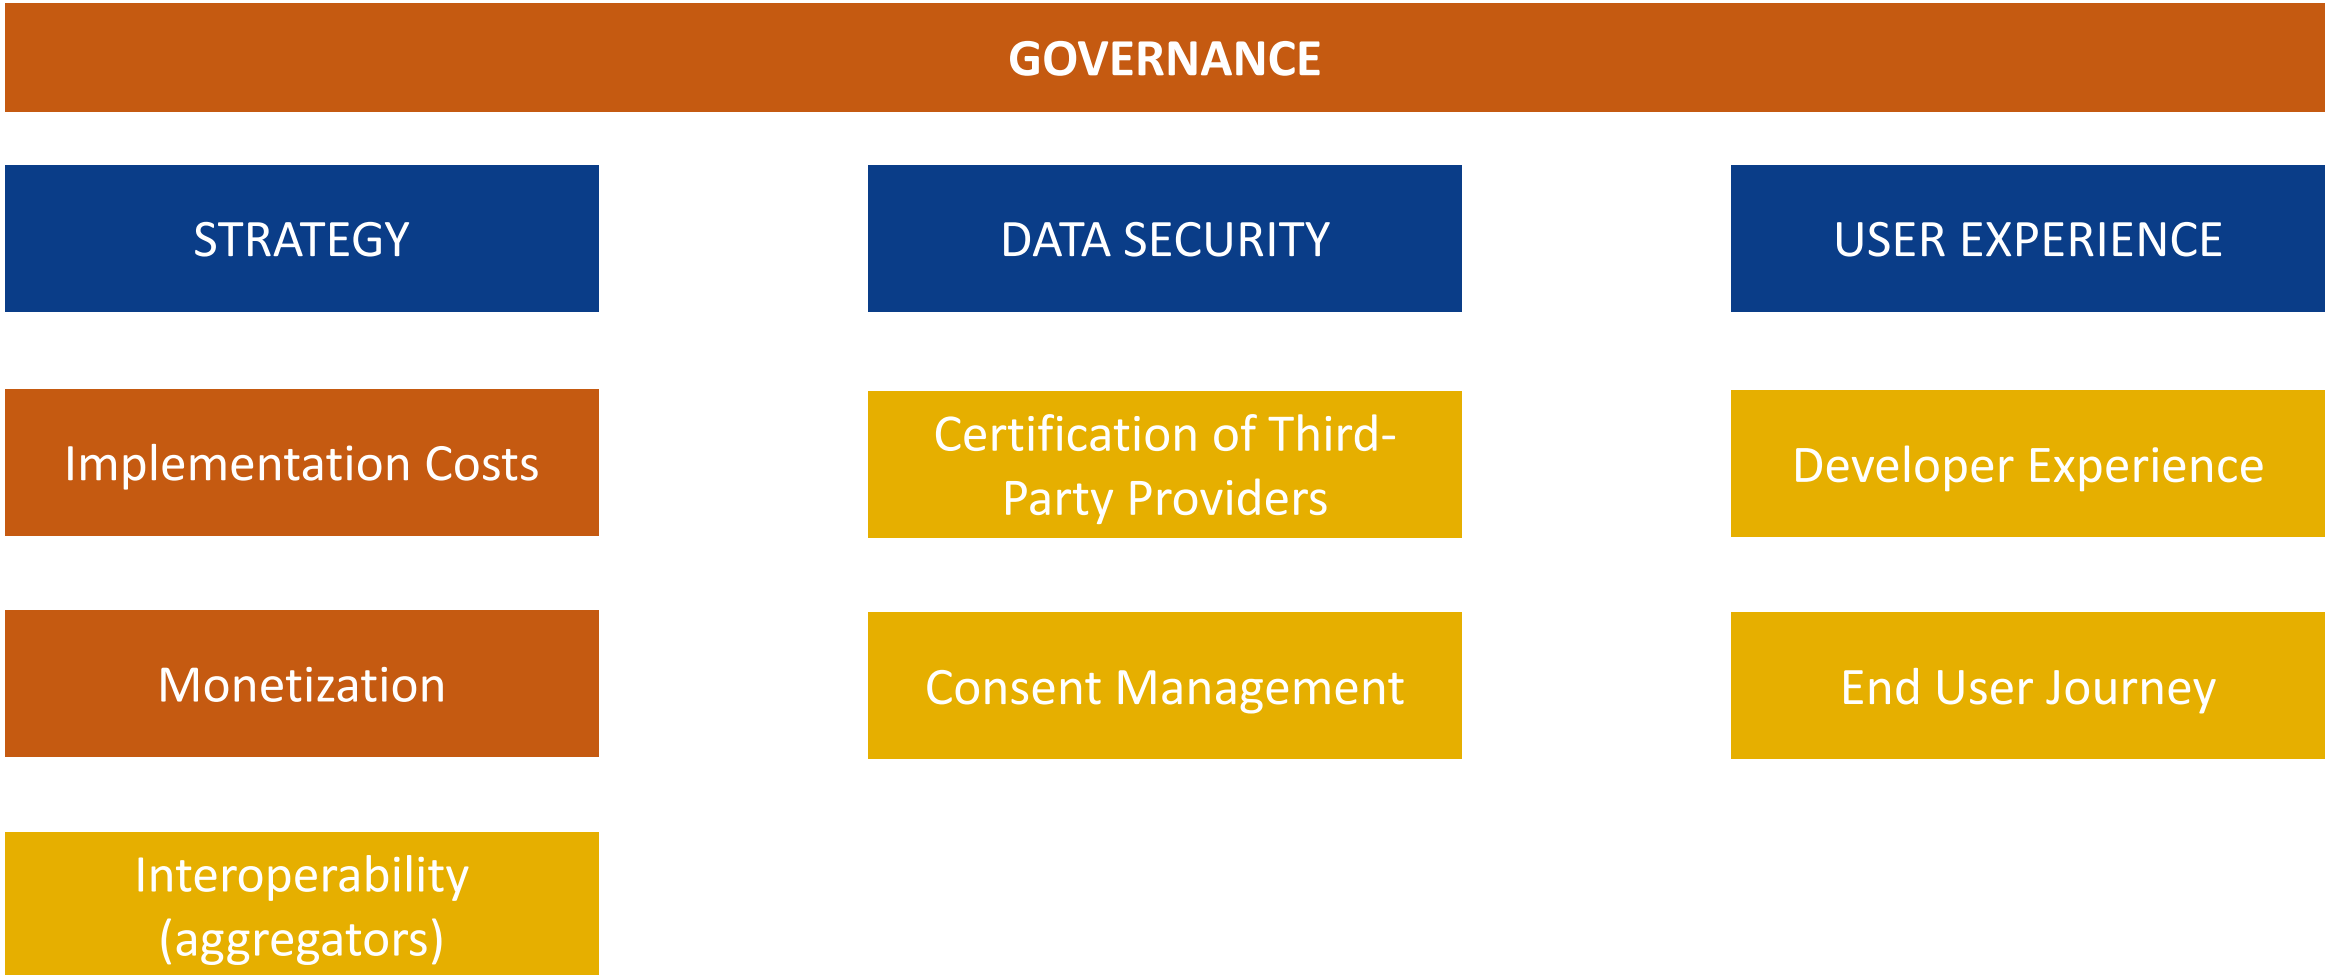 GOVERNANCE
STRATEGY
DATA SECURITY
USER EXPERIENCE
Implementation Costs
Certification of Third-
Party Providers
Developer Experience
Monetization
Consent Management
End User Journey
Interoperability
(aggregators)